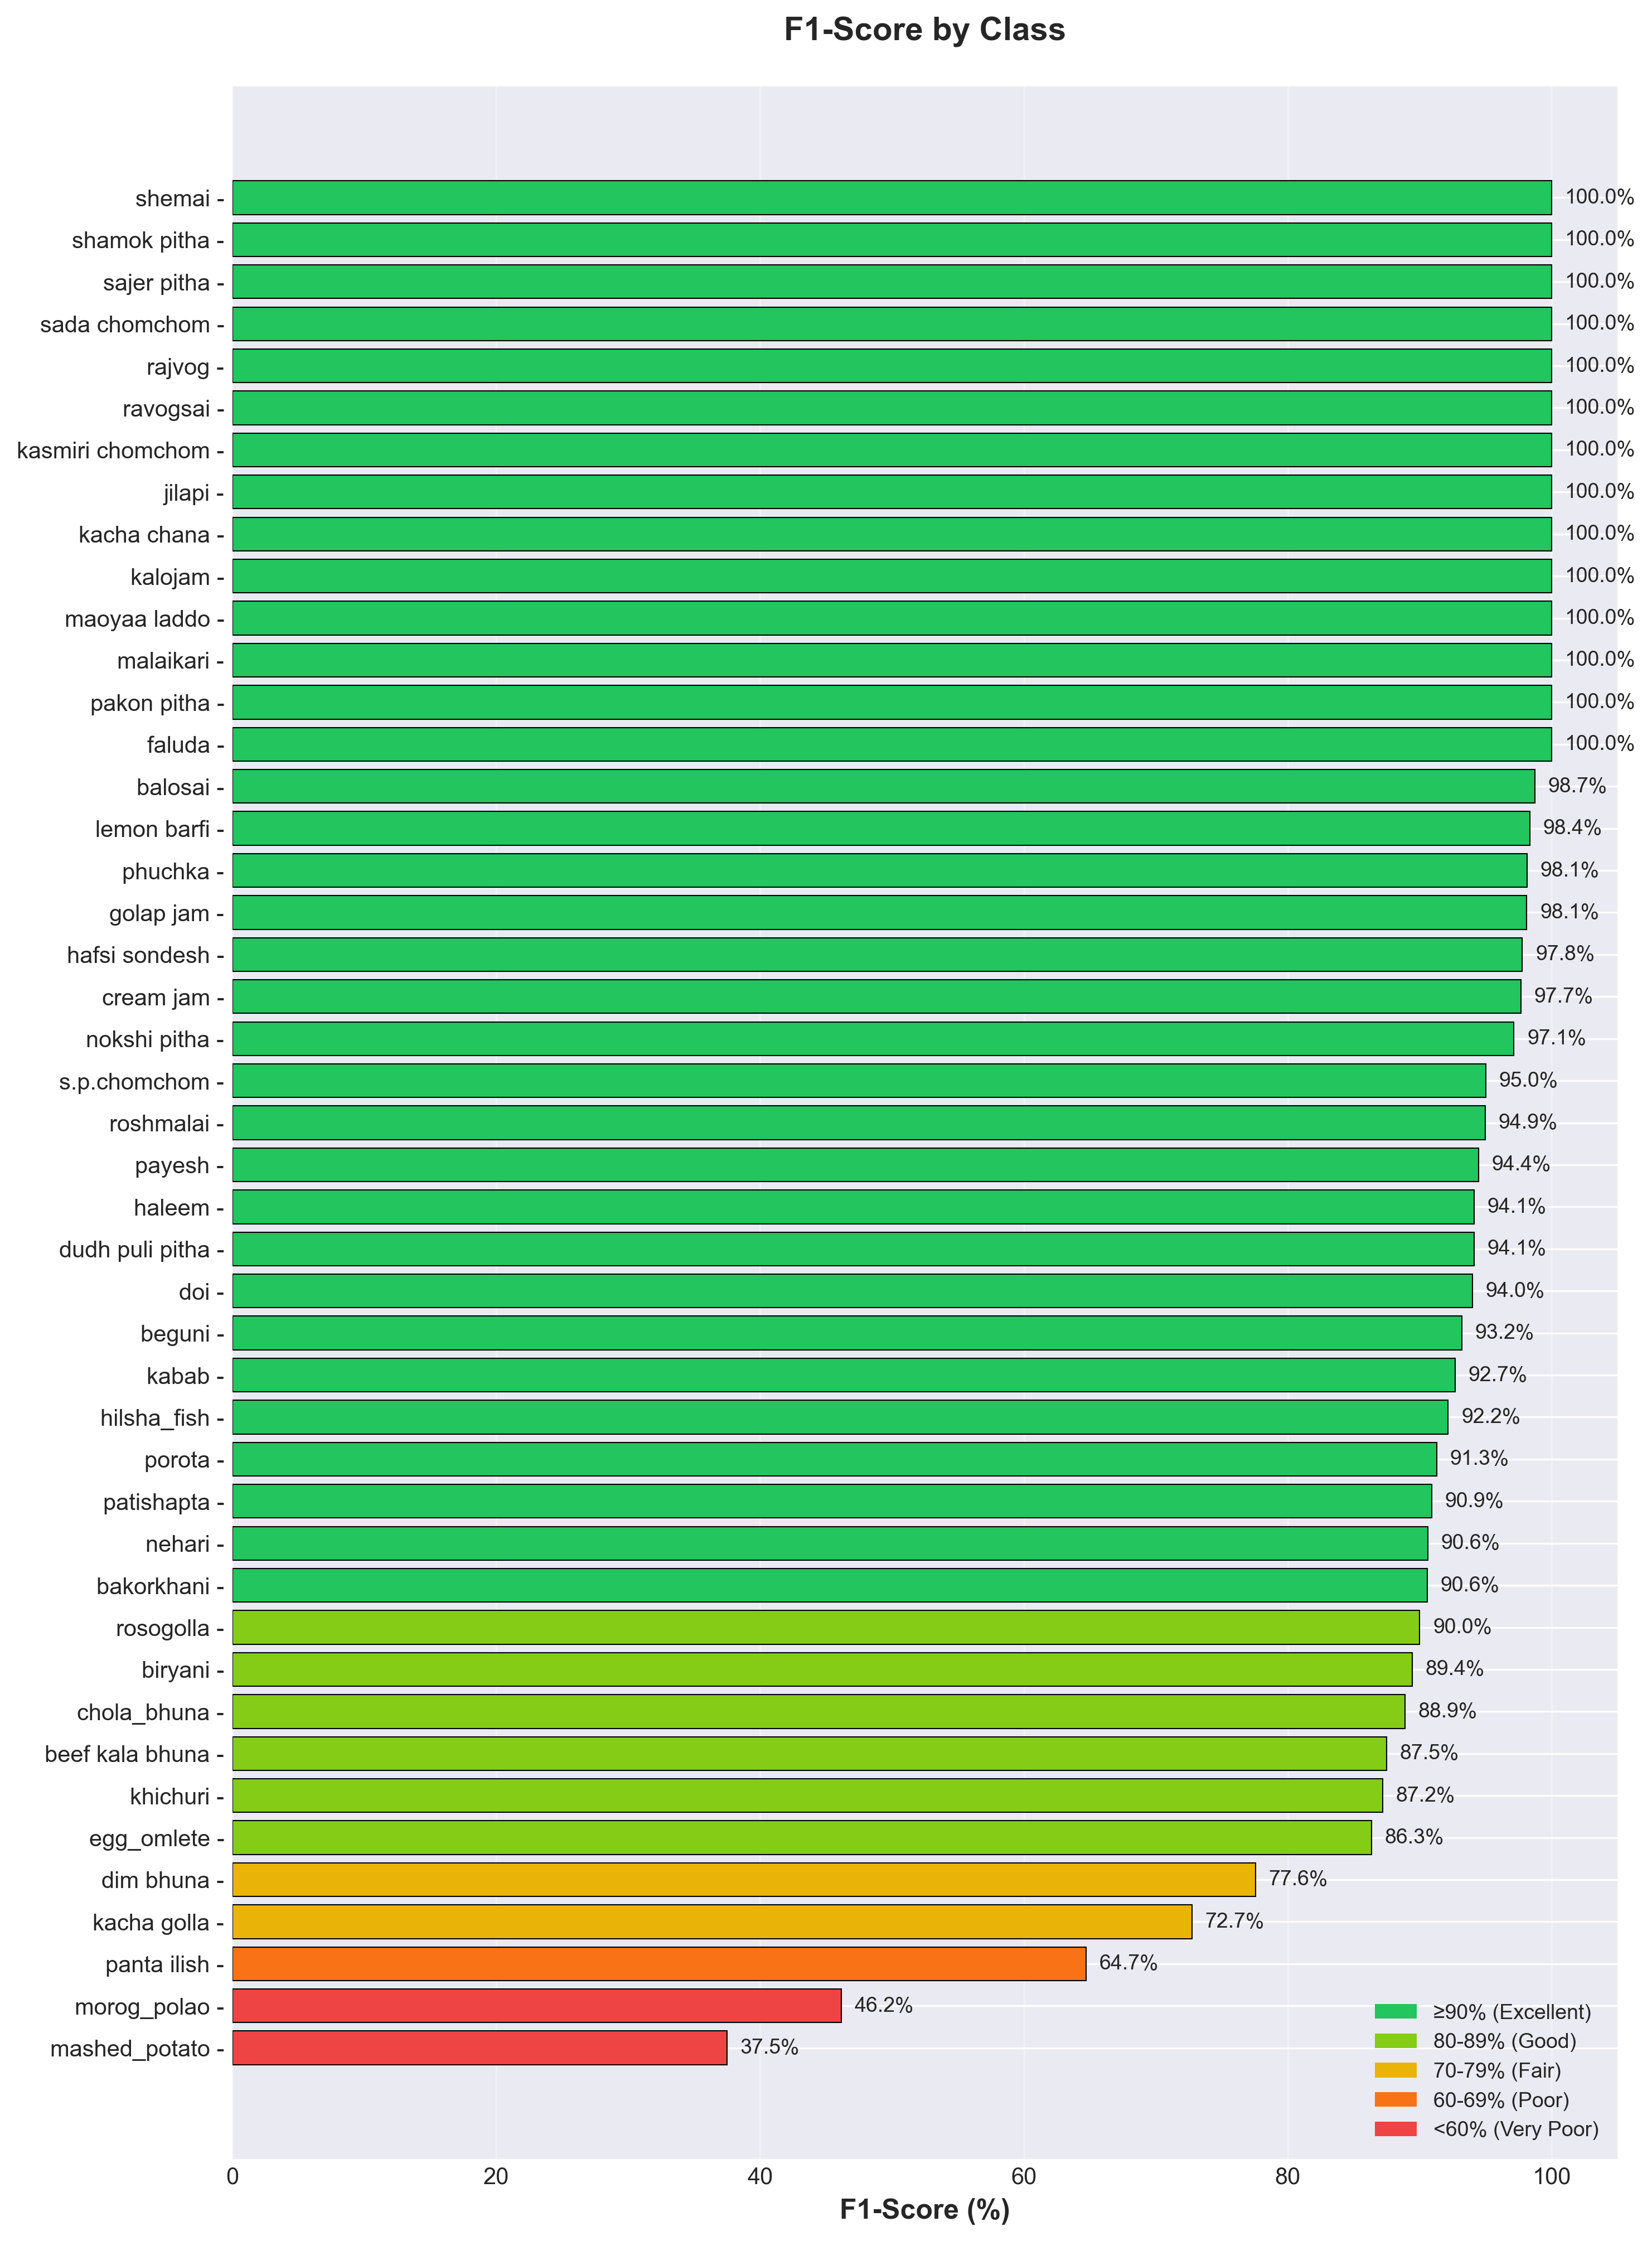 F1-Score by Class
shemai - 100.0%
shamok pitha - 100.0%
sajer pitha - 100.0%
sada chomchom - 100.0%
rajvog - 100.0%
ravogsai - 100.0%
kasmiri chomchom - 100.0%
jilapi - 100.0%
kacha chana - 100.0%
kalojam - 100.0%
maoyaa laddo - 100.0%
malaikari - 100.0%
pakon pitha - 100.0%
faluda - 100.0%
balosai - 98.7%
lemon barfi - 98.4%
phuchka - 98.1%
golap jam - 98.1%
hafsi sondesh - 97.8%
cream jam - 97.7%
nokshi pitha - 97.1%
s.p.chomchom - 95.0%
roshmalai - 94.9%
payesh - 94.4%
haleem - 94.1%
dudh puli pitha - 94.1%
doi - 94.0%
beguni - 93.2%
kabab - 92.7%
hilsha_fish - 92.2%
porota - 91.3%
patishapta - 90.9%
nehari - 90.6%
bakorkhani - 90.6%
rosogolla - 90.0%
biryani - 89.4%
chola_bhuna - 88.9%
beef kala bhuna - 87.5%
khichuri - 87.2%
egg_omlete - 86.3%
dim bhuna - 77.6%
kacha golla - 72.7%
panta ilish - 64.7%
morog_polao - 46.2%
mashed_potato - 37.5%
≥90% (Excellent)
80-89% (Good)
70-79% (Fair)
60-69% (Poor)
<60% (Very Poor)
0 20 40 60 80 100
F1-Score (%)